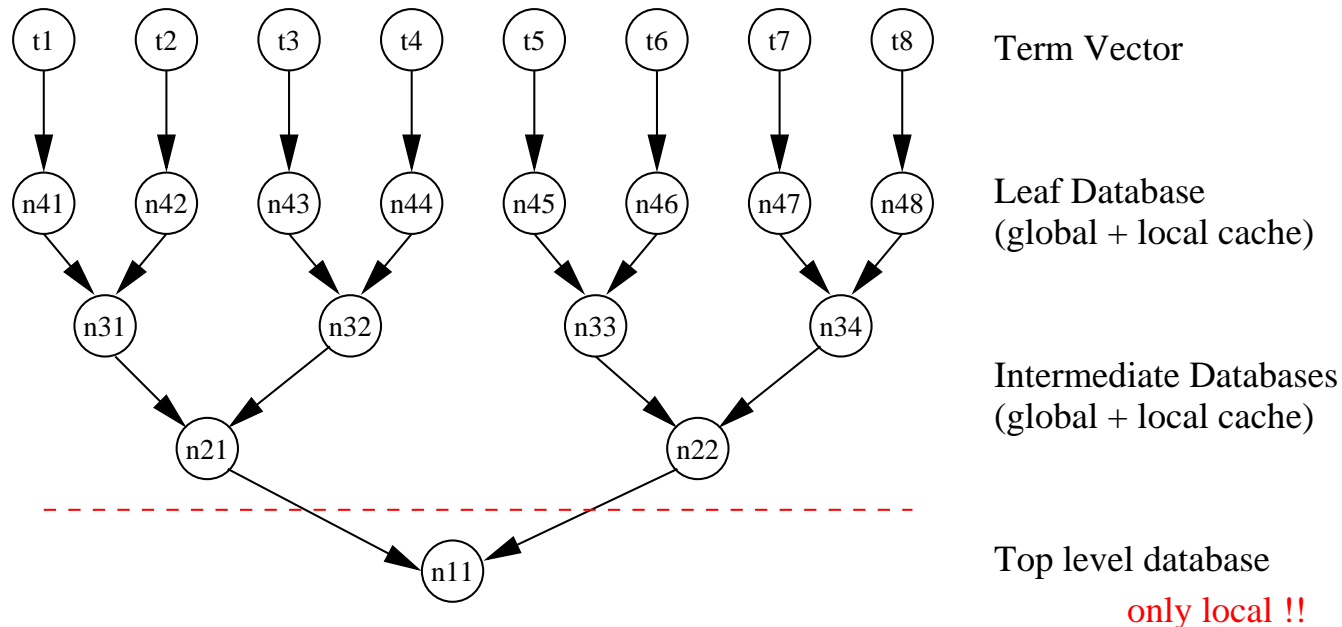 t1 t2 t3 t4 t5 t6 t7 t8
Term Vector
n41 n42 n43 n44 n45 n46 n47 n48
Leaf Database
(global + local cache)
n31 n32 n33 n34
Intermediate Databases
(global + local cache)
n21 n22
n11
Top level database
only local !!